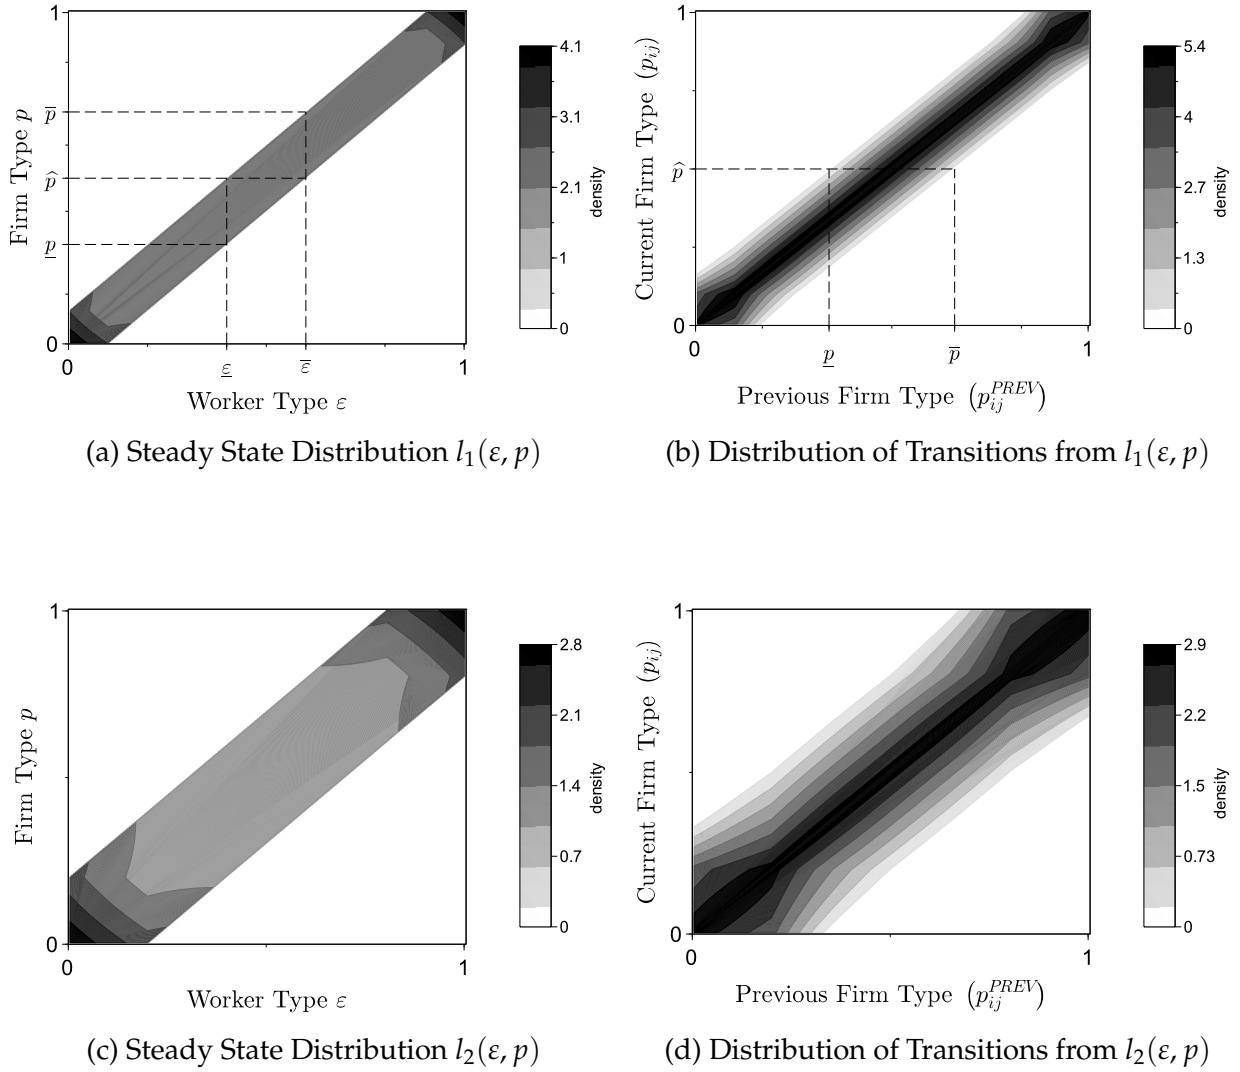 1
p̅
p̂
p̲
0
Firm Type p
0
ε̲
ε̅
1
Worker Type ε
4.1
3.1
2.1
1
0
density
(a) Steady State Distribution l₁(ε, p)
1
p̂
0
Current Firm Type (pᵢⱼ)
0
p̲
p̅
1
Previous Firm Type (pᵢⱼᴾᴿᴱⱽ)
5.4
4
2.7
1.3
0
density
(b) Distribution of Transitions from l₁(ε, p)
1
0
Firm Type p
0
1
Worker Type ε
2.8
2.1
1.4
0.7
0
density
(c) Steady State Distribution l₂(ε, p)
1
0
Current Firm Type (pᵢⱼ)
0
1
Previous Firm Type (pᵢⱼᴾᴿᴱⱽ)
2.9
2.2
1.5
0.73
0
density
(d) Distribution of Transitions from l₂(ε, p)